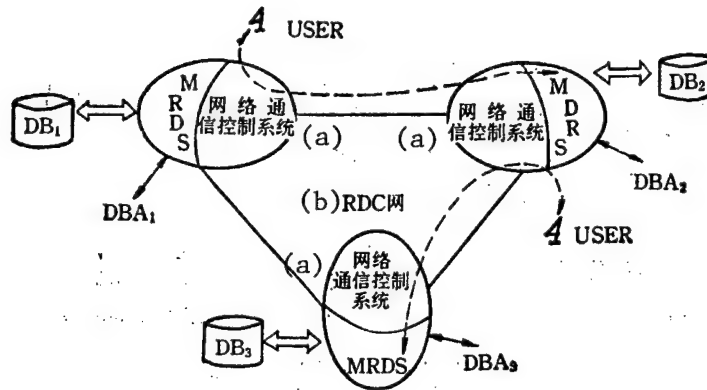 A USER
M
R
D
S
网络通
信控制系统
DB₁
(a)
(a)
网络通
信控制系统
M
D
R
S
DB₂
DBA₁
DBA₂
(b)RDC网
A USER
(a)
网络
通信控制
系统
MRDS
DB₃
DBA₃